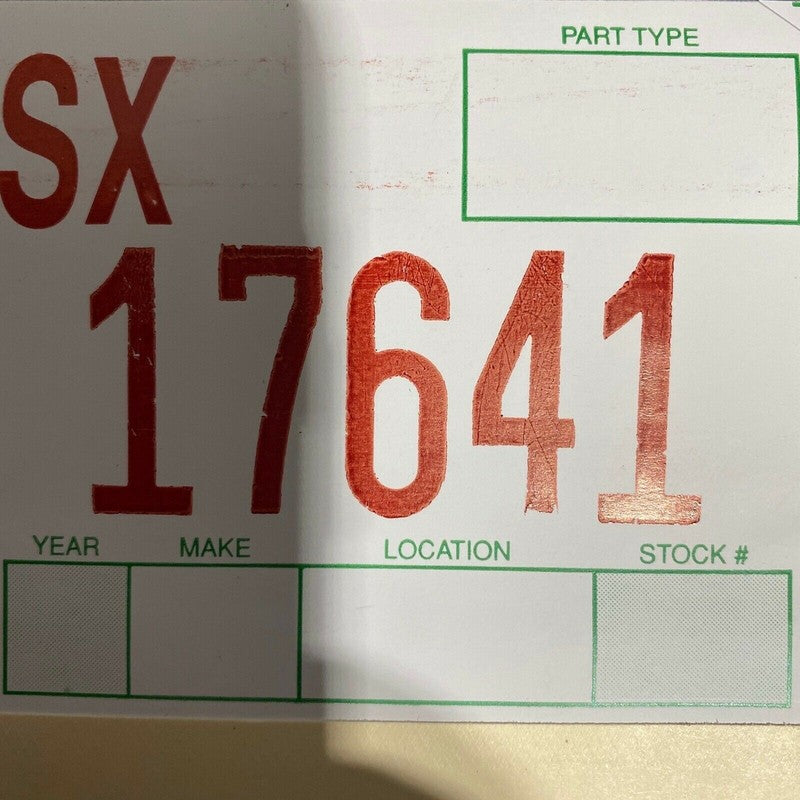 PART TYPE
SX
17641
YEAR MAKE LOCATION STOCK #